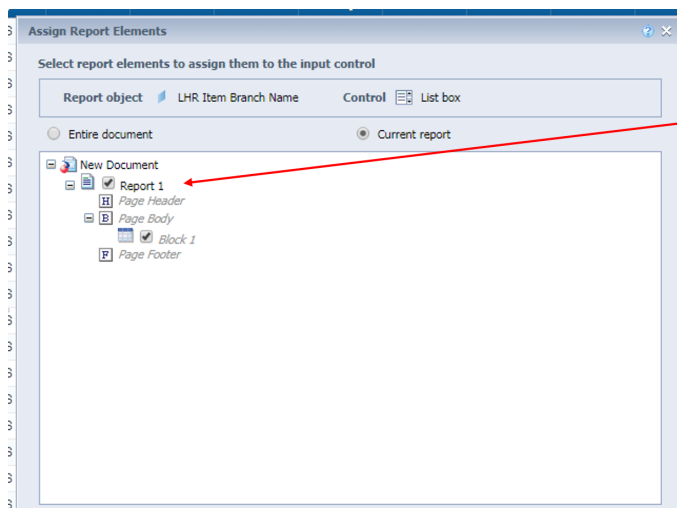 Assign Report Elements
Select report elements to assign them to the input control
Report object LHR Item Branch Name Control List box
Entire document Current report
New Document
Report 1
H Page Header
B Page Body
Block 1
F Page Footer